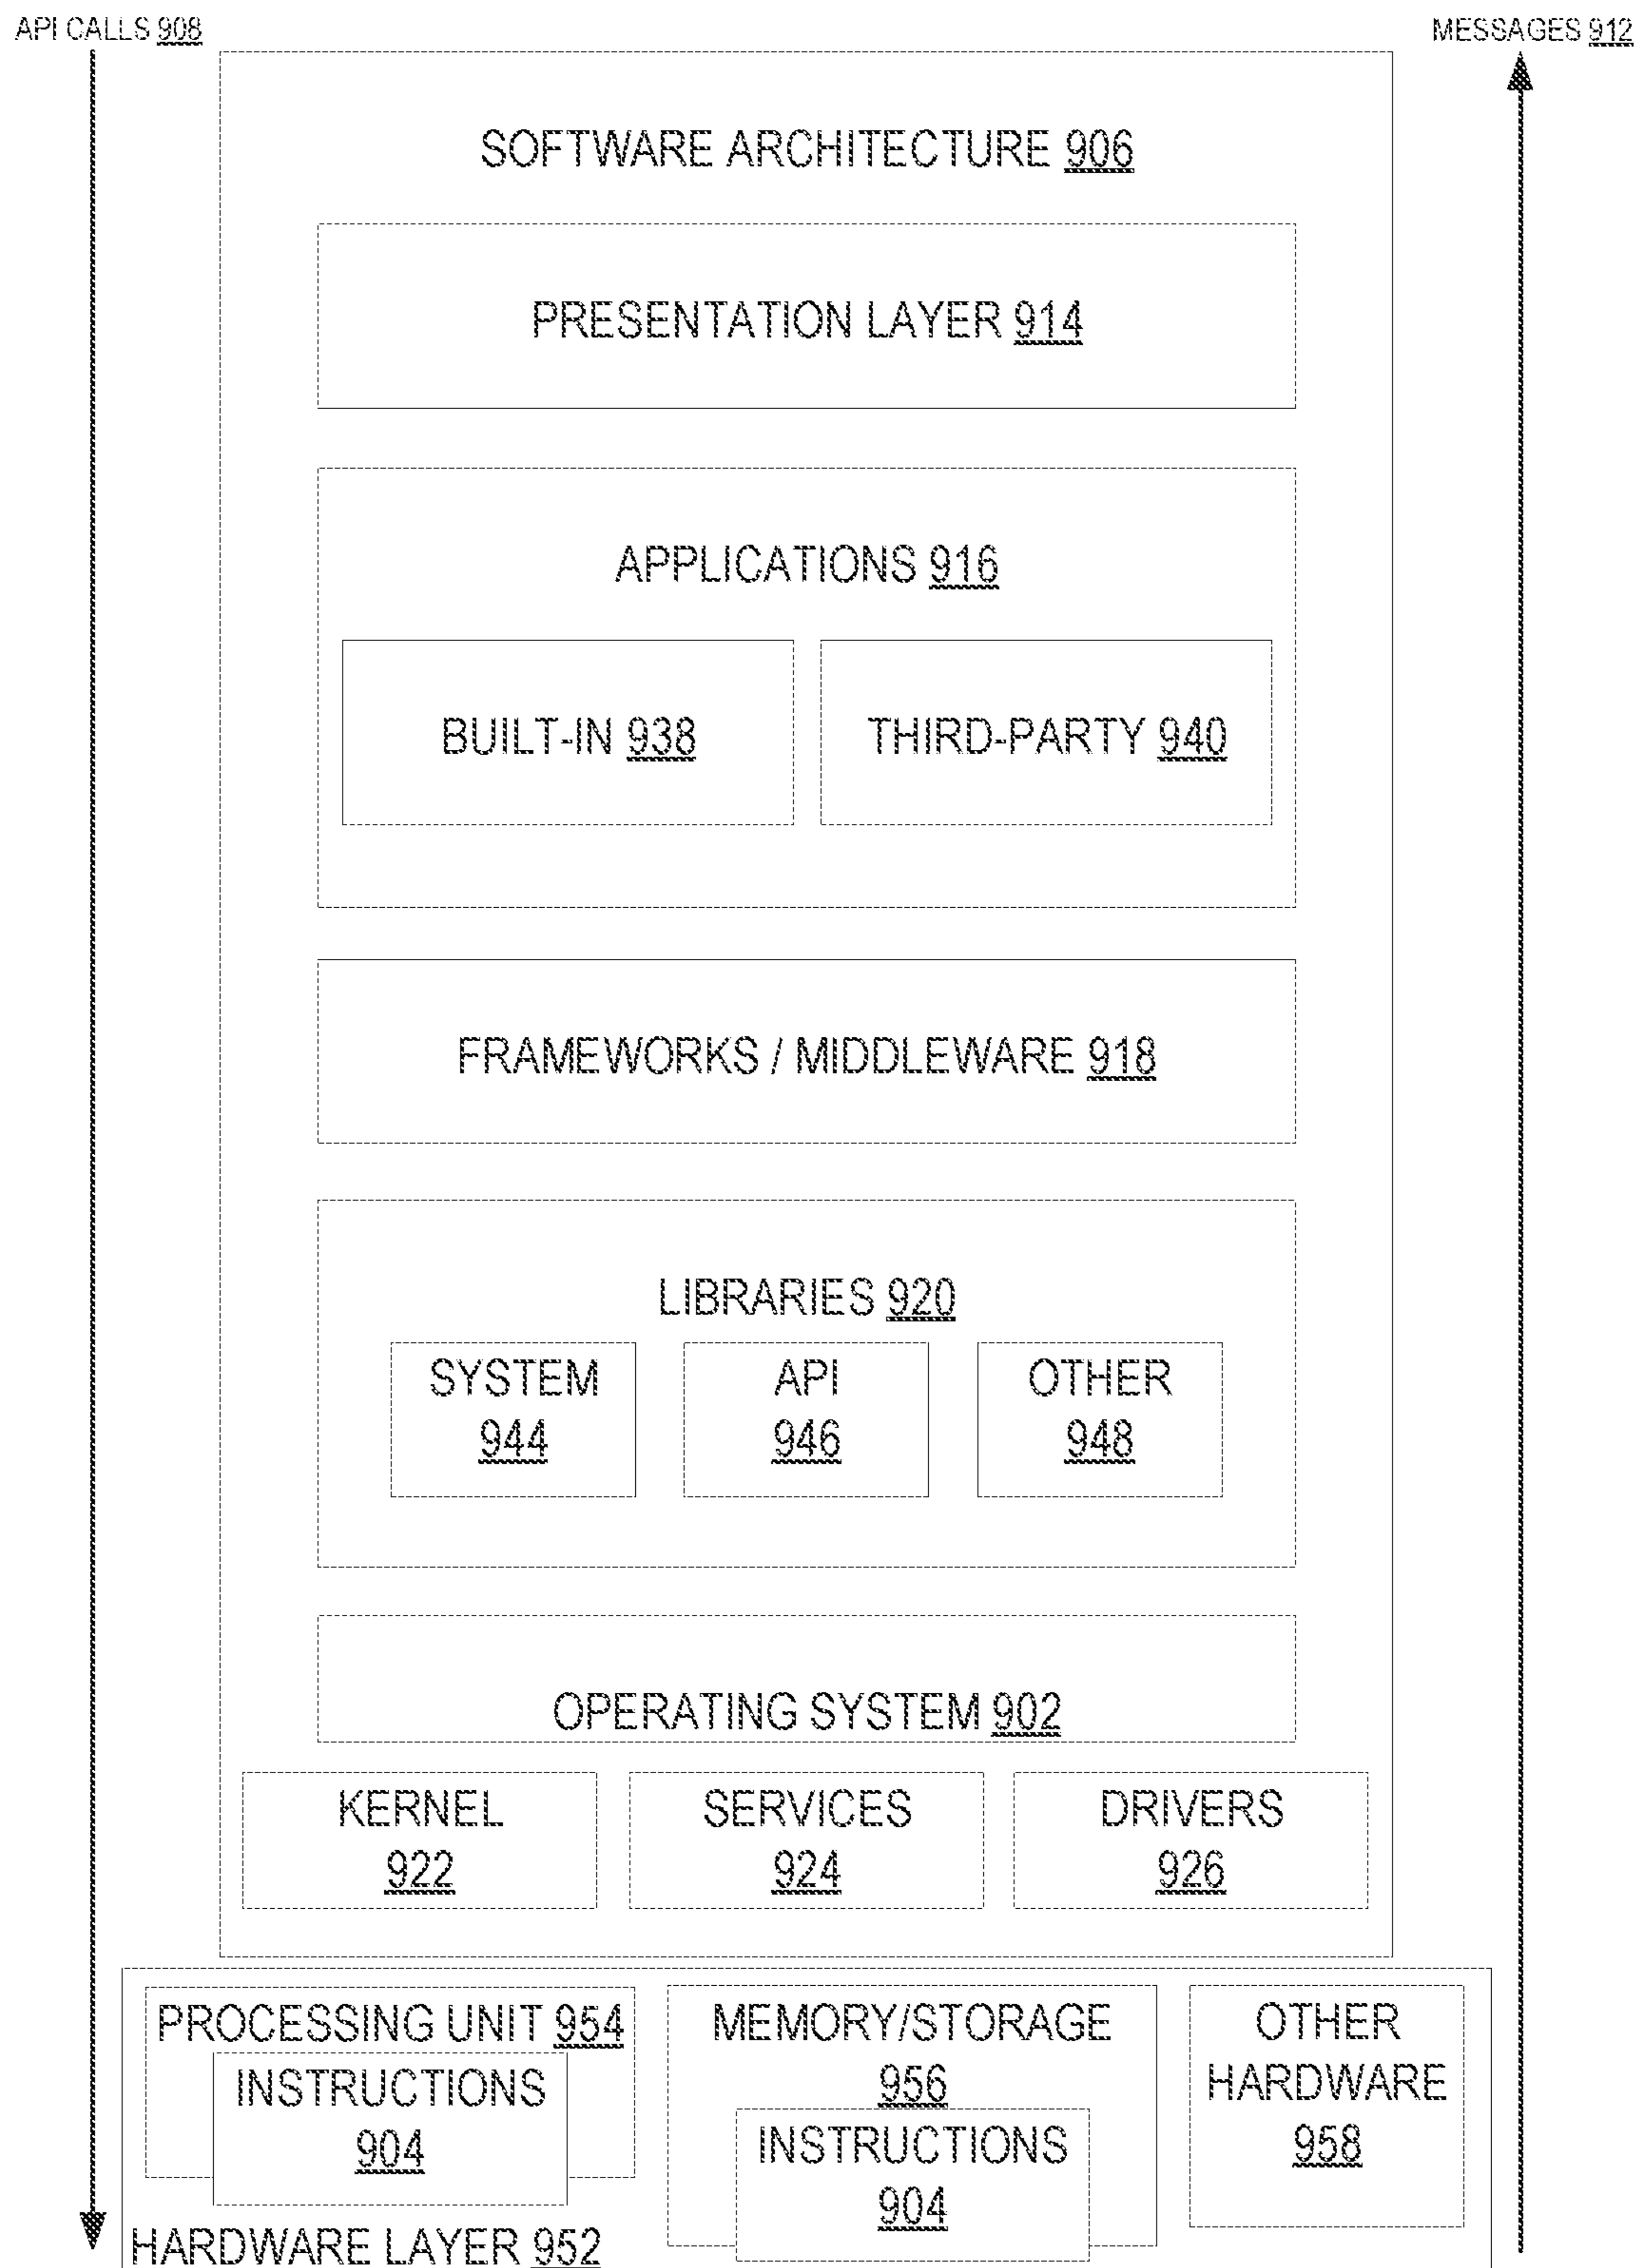 API CALLS 908
MESSAGES 912
SOFTWARE ARCHITECTURE 906
PRESENTATION LAYER 914
APPLICATIONS 916
BUILT-IN 938
THIRD-PARTY 940
FRAMEWORKS / MIDDLEWARE 918
LIBRARIES 920
SYSTEM
944
API
946
OTHER
948
OPERATING SYSTEM 902
KERNEL
922
SERVICES
924
DRIVERS
926
PROCESSING UNIT 954
INSTRUCTIONS
904
MEMORY/STORAGE
956
INSTRUCTIONS
904
OTHER
HARDWARE
958
HARDWARE LAYER 952